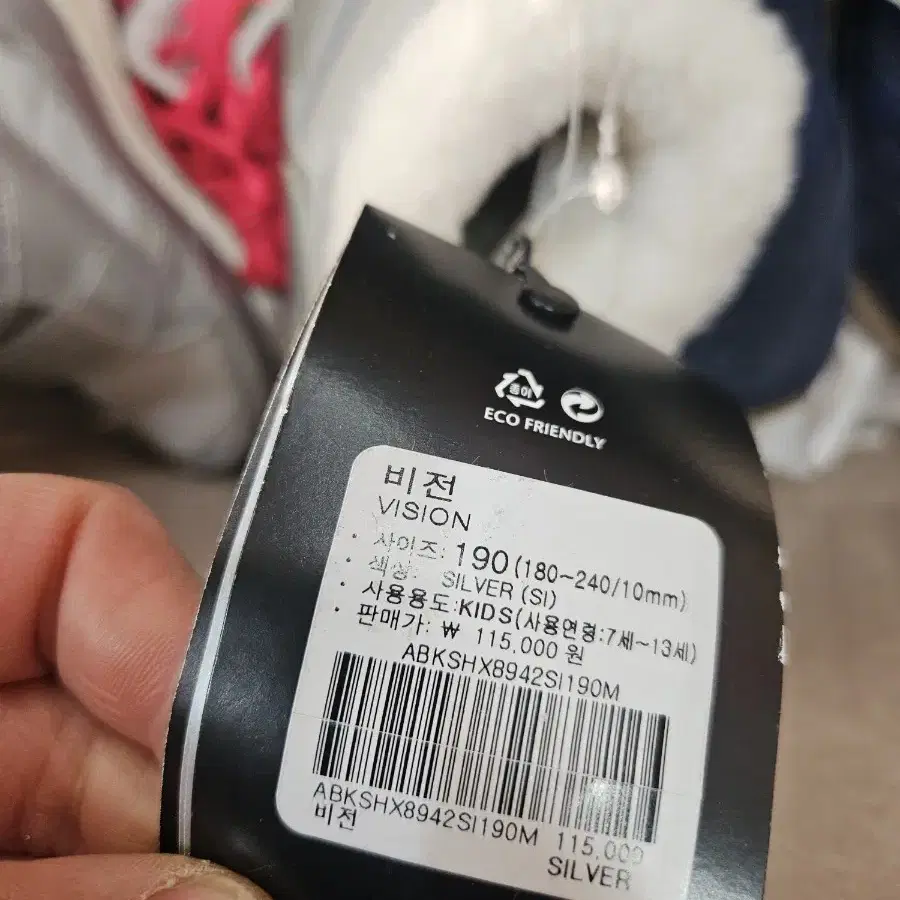 종이
ECO FRIENDLY
비전
VISION
· 사이즈: 190(180~240/10mm)
· 색상: SILVER (SI)
· 사용용도:KIDS(사용연령:7세~13세)
· 판매가: ₩ 115,000 원
ABKSHX8942SI190M
ABKSHX8942SI190M 115,000
비전
SILVER